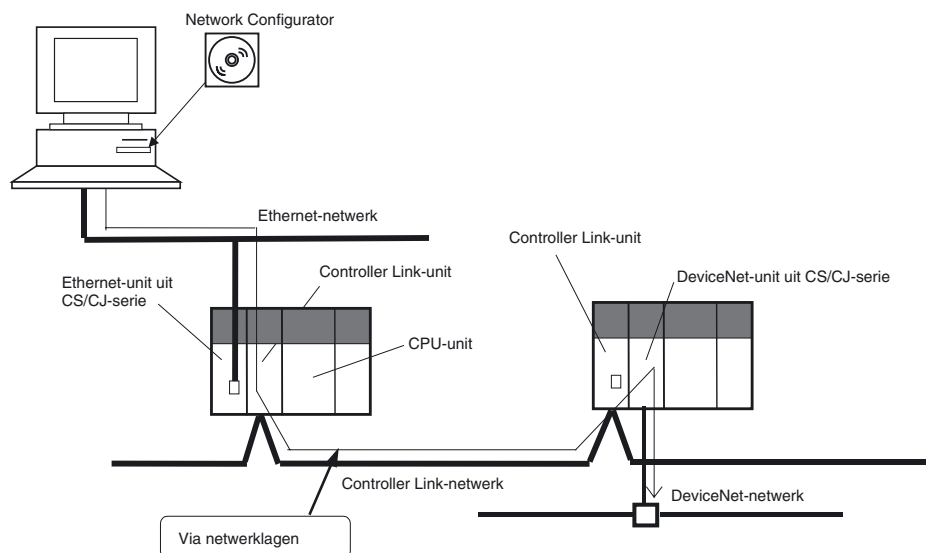 Network Configurator
Ethernet-netwerk
Controller Link-unit
Ethernet-unit uit
CS/CJ-serie
Controller Link-unit
DeviceNet-unit uit CS/CJ-serie
CPU-unit
Controller Link-netwerk
DeviceNet-netwerk
Via netwerklagen